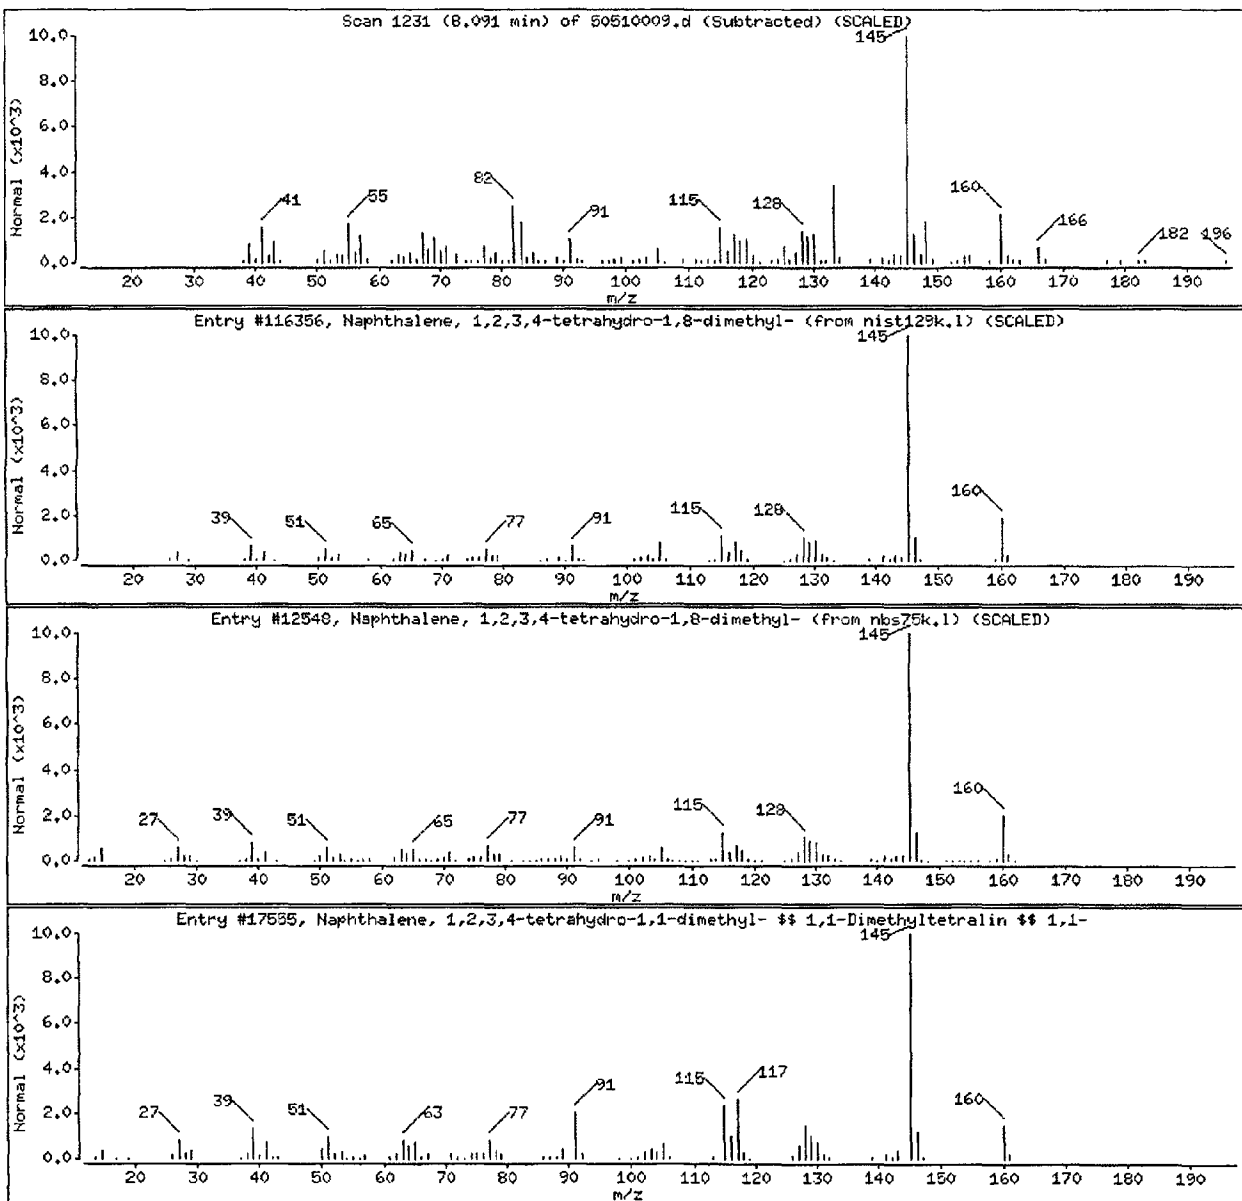 Scan 1231 (8.091 min) of 50510009.d (Subtracted) (SCALED)
Normal (x10^3)
10.0
8.0
6.0
4.0
2.0
0.0
41 55 82 91 115 128 145 160 166 182 196
20 30 40 50 60 70 80 90 100 110 120 130 140 150 160 170 180 190
m/z
Entry #116356, Naphthalene, 1,2,3,4-tetrahydro-1,8-dimethyl- (from nist129k.l) (SCALED)
Normal (x10^3)
10.0
8.0
6.0
4.0
2.0
0.0
39 51 65 77 91 115 128 145 160
20 30 40 50 60 70 80 90 100 110 120 130 140 150 160 170 180 190
m/z
Entry #12548, Naphthalene, 1,2,3,4-tetrahydro-1,8-dimethyl- (from nbs75k.l) (SCALED)
Normal (x10^3)
10.0
8.0
6.0
4.0
2.0
0.0
27 39 51 65 77 91 115 128 145 160
20 30 40 50 60 70 80 90 100 110 120 130 140 150 160 170 180 190
m/z
Entry #17555, Naphthalene, 1,2,3,4-tetrahydro-1,1-dimethyl- $$ 1,1-Dimethyltetralin $$ 1,1-
Normal (x10^3)
10.0
8.0
6.0
4.0
2.0
0.0
27 39 51 63 77 91 115 117 145 160
20 30 40 50 60 70 80 90 100 110 120 130 140 150 160 170 180 190
m/z